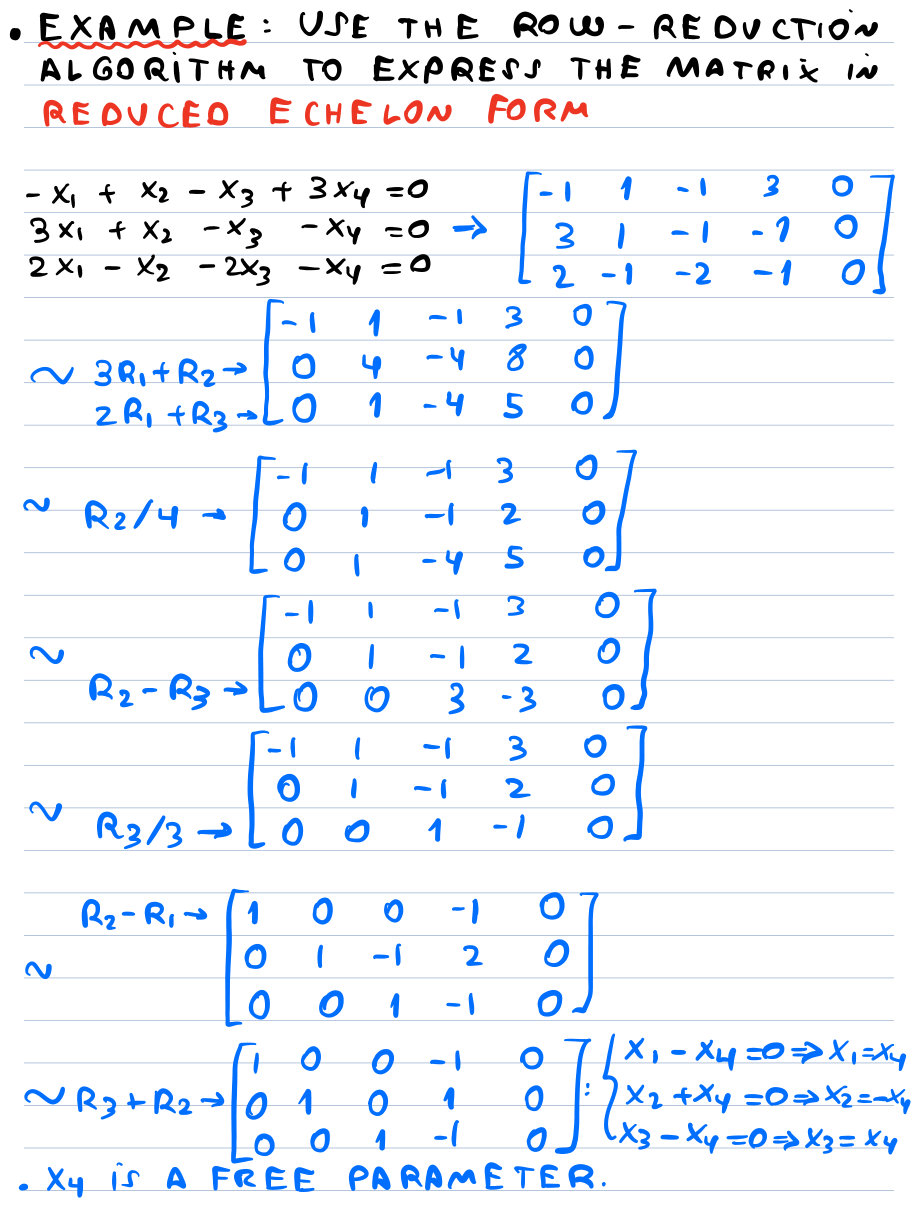 • EXAMPLE: USE THE ROW-REDUCTION
ALGORITHM TO EXPRESS THE MATRIX IN
REDUCED ECHELON FORM
-x₁ + x₂ - x₃ + 3x₄ = 0
3x₁ + x₂ - x₃ - x₄ = 0 →
2x₁ - x₂ - 2x₃ - x₄ = 0
[-1 1 -1 3 0
3 1 -1 -1 0
2 -1 -2 -1 0]
[-1 1 -1 3 0
~ 3R₁+R₂→ 0 4 -4 8 0
2R₁+R₃→ 0 1 -4 5 0]
[-1 1 -1 3 0
~ R₂/4 → 0 1 -1 2 0
0 1 -4 5 0]
[-1 1 -1 3 0
~ 0 1 -1 2 0
R₂-R₃→ 0 0 3 -3 0]
[-1 1 -1 3 0
~ 0 1 -1 2 0
R₃/3 → 0 0 1 -1 0]
R₂-R₁→ [1 0 0 -1 0
~ 0 1 -1 2 0
0 0 1 -1 0]
[1 0 0 -1 0 { x₁ - x₄ = 0 ⇒ x₁ = x₄
~ R₃+R₂→ 0 1 0 1 0 : x₂ + x₄ = 0 ⇒ x₂ = -x₄
0 0 1 -1 0] x₃ - x₄ = 0 ⇒ x₃ = x₄
• x₄ is A FREE PARAMETER.